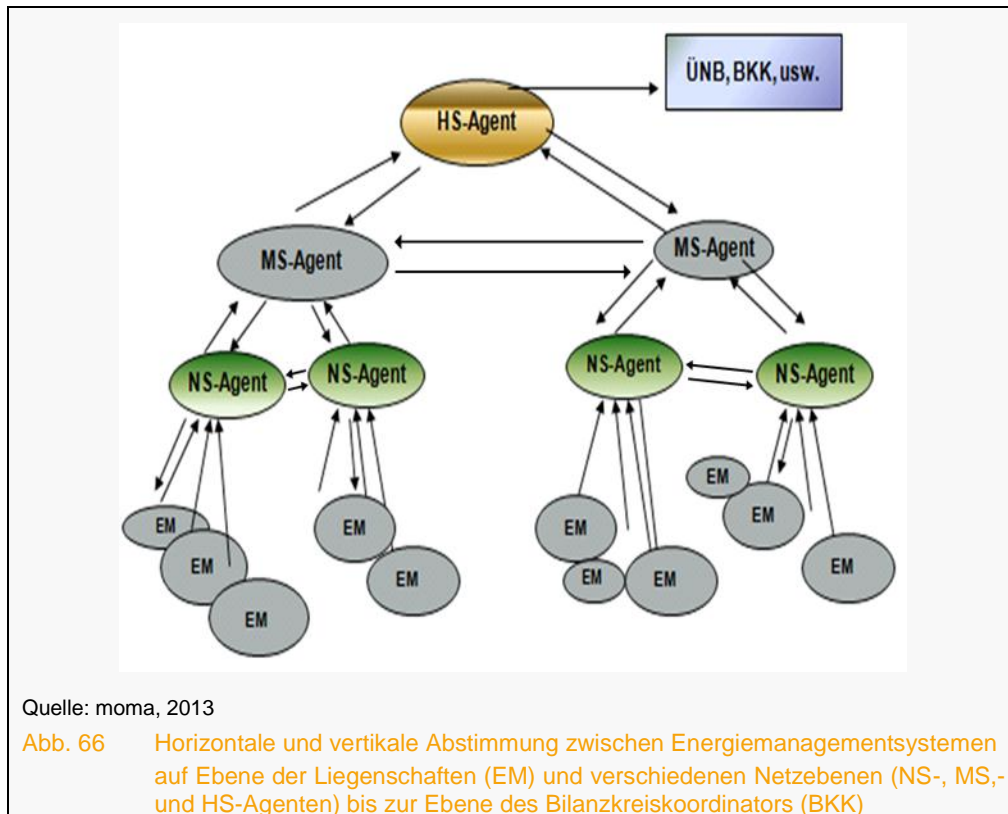 ÜNB, BKK, usw.
HS-Agent
MS-Agent
MS-Agent
NS-Agent
NS-Agent
NS-Agent
NS-Agent
EM
EM
EM
EM
EM
EM
EM
EM
EM
EM
EM
Quelle: moma, 2013
Abb. 66 Horizontale und vertikale Abstimmung zwischen Energiemanagementsystemen
auf Ebene der Liegenschaften (EM) und verschiedenen Netzebenen (NS-, MS,-
und HS-Agenten) bis zur Ebene des Bilanzkreiskoordinators (BKK)